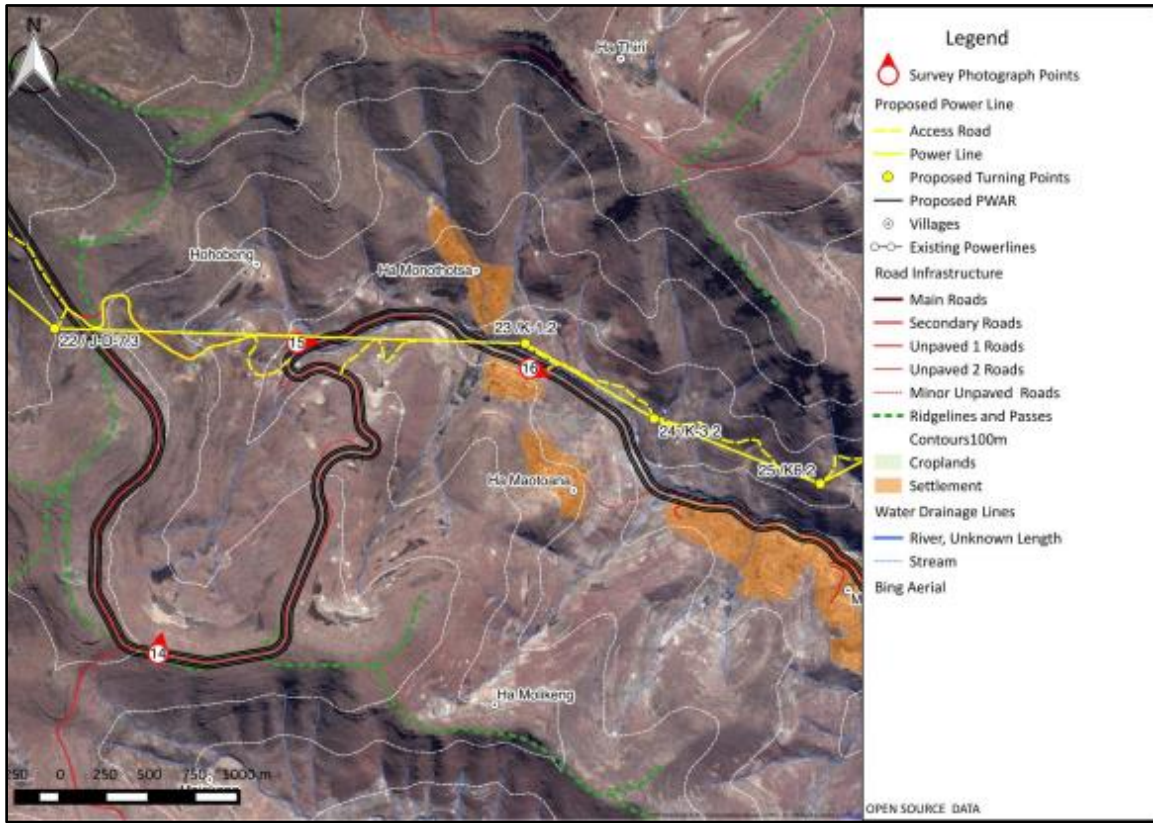 N
Ha Thiri
Hohobeng
Ha Monothotsa
22 / J-D-7.3
15
23 /K-1.2
16
24 /K-3.2
25 /K6.2
Ha Maotoana
14
Ha Molikeng
250 0 250 500 750 1000 m
Legend
Survey Photograph Points
Proposed Power Line
Access Road
Power Line
Proposed Turning Points
Proposed PWAR
Villages
Existing Powerlines
Road Infrastructure
Main Roads
Secondary Roads
Unpaved 1 Roads
Unpaved 2 Roads
Minor Unpaved Roads
Ridgelines and Passes
Contours100m
Croplands
Settlement
Water Drainage Lines
River, Unknown Length
Stream
Bing Aerial
OPEN SOURCE DATA